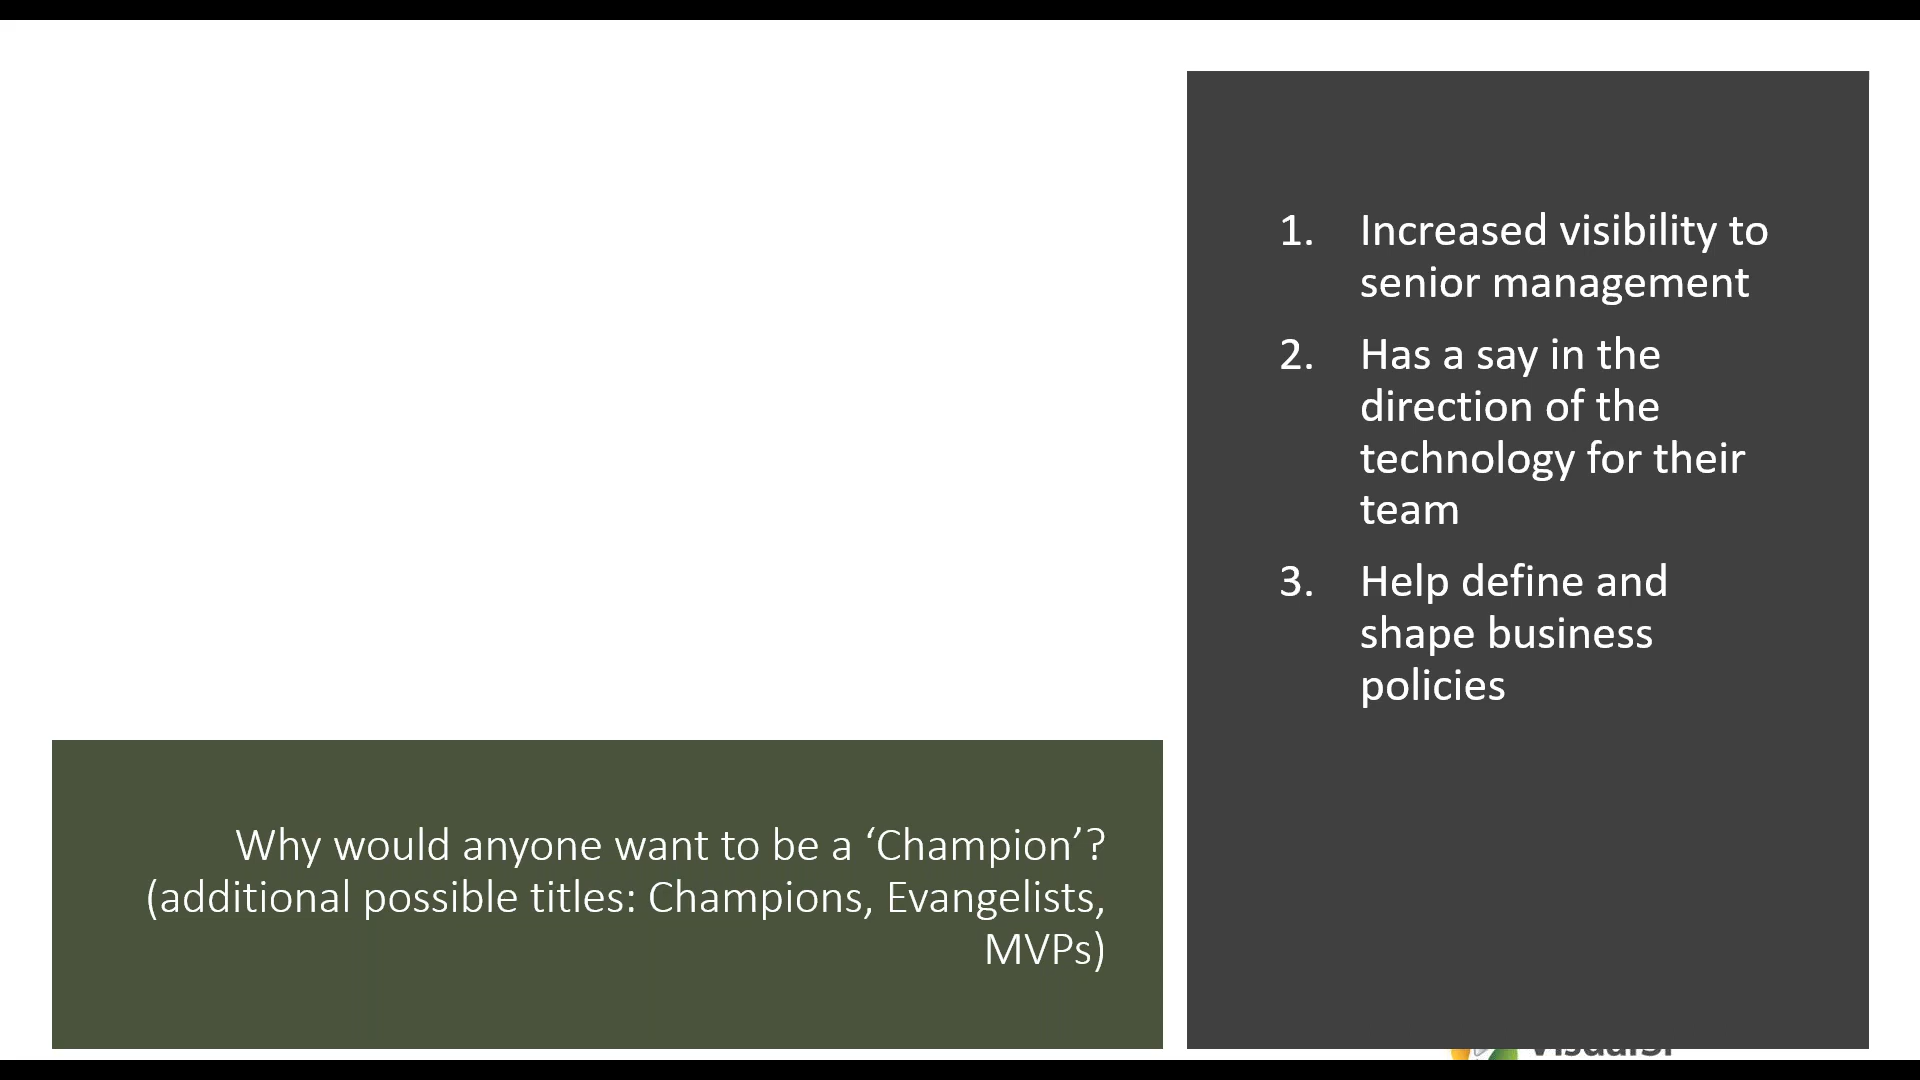 1. Increased visibility to
senior management
2. Has a say in the
direction of the
technology for their
team
3. Help define and
shape business
policies
Why would anyone want to be a ‘Champion’?
(additional possible titles: Champions, Evangelists,
MVPs)